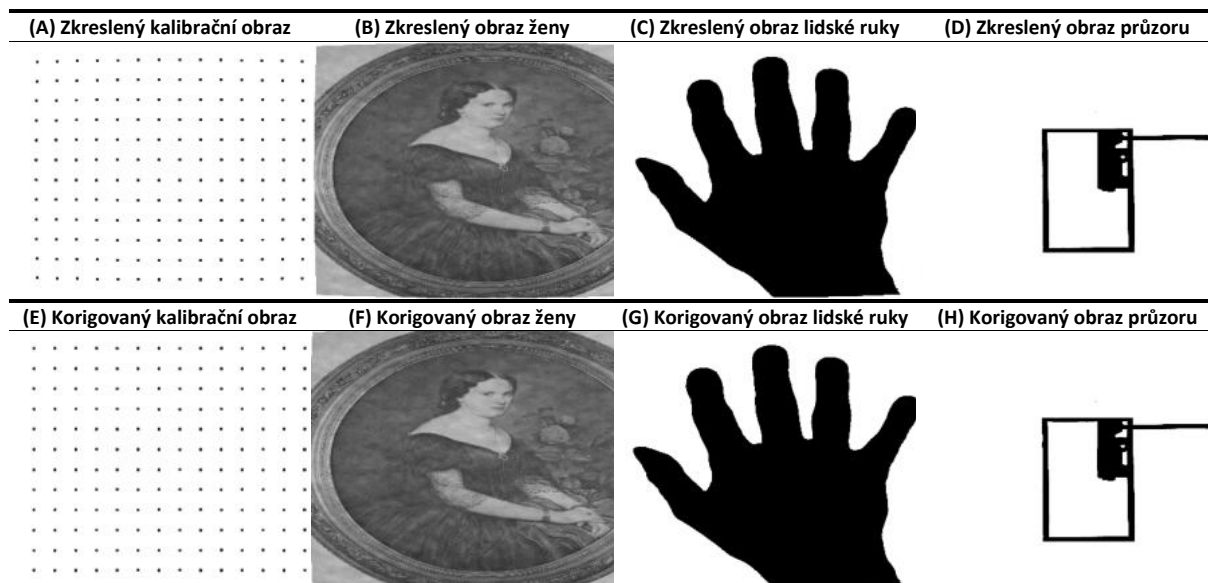 (A) Zkreslený kalibrační obraz (B) Zkreslený obraz ženy (C) Zkreslený obraz lidské ruky (D) Zkreslený obraz průzoru
(E) Korigovaný kalibrační obraz (F) Korigovaný obraz ženy (G) Korigovaný obraz lidské ruky (H) Korigovaný obraz průzoru